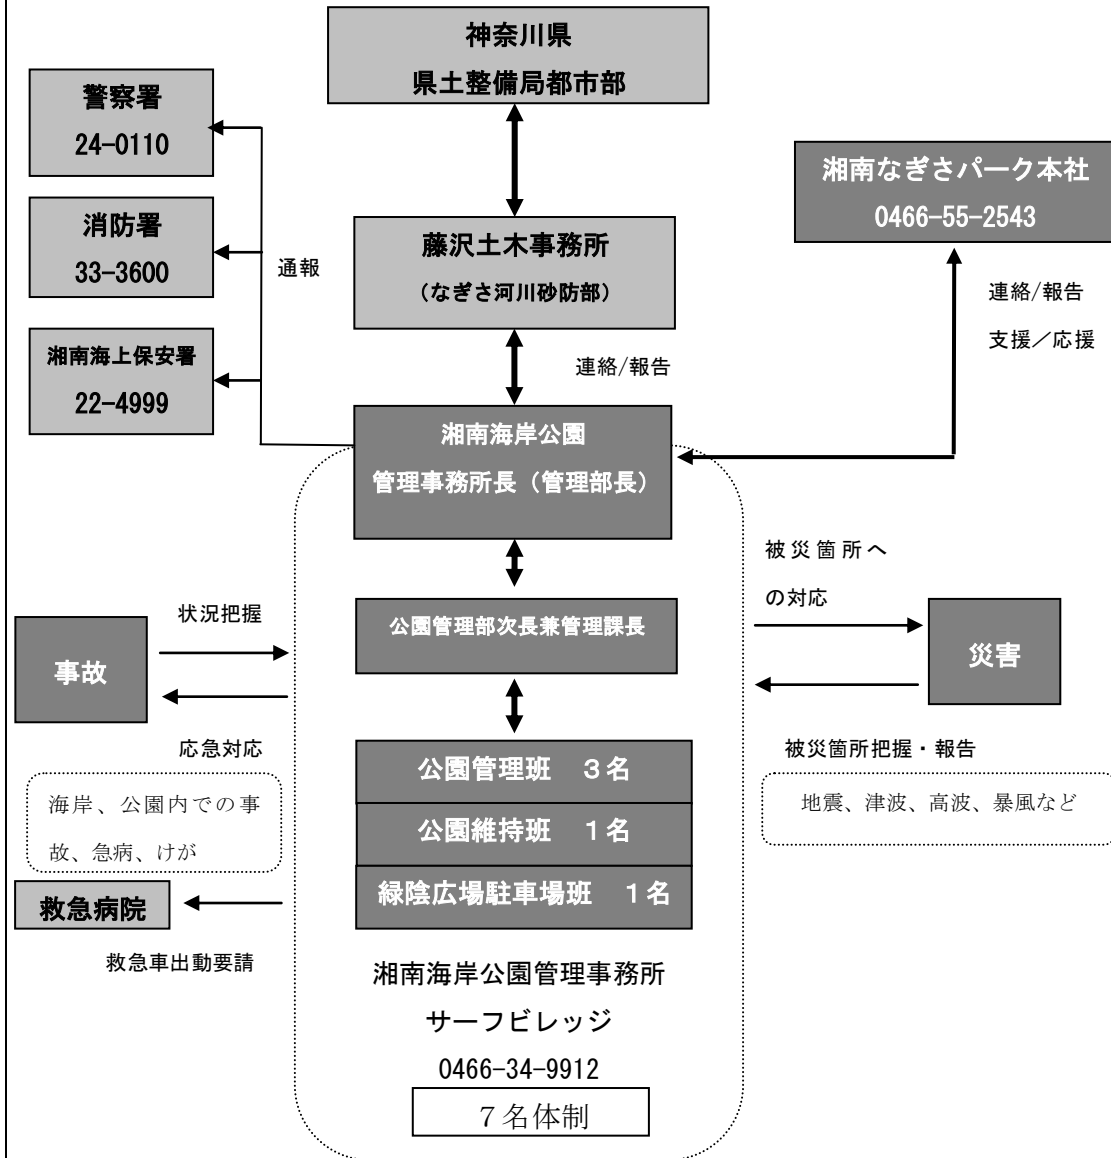 神奈川県
県土整備局都市部
警察署
24-0110
消防署
33-3600
湘南海上保安署
22-4999
通報
藤沢土木事務所
（なぎさ河川砂防部）
連絡/報告
湘南なぎさパーク本社
0466-55-2543
連絡/報告
支援／応援
湘南海岸公園
管理事務所長（管理部長）
公園管理部次長兼管理課長
公園管理班　３名
公園維持班　１名
緑陰広場駐車場班　１名
湘南海岸公園管理事務所
サーフビレッジ
0466-34-9912
７名体制
状況把握
事故
応急対応
海岸、公園内での事
故、急病、けが
救急病院
救急車出動要請
被災箇所へ
の対応
災害
被災箇所把握・報告
地震、津波、高波、暴風など